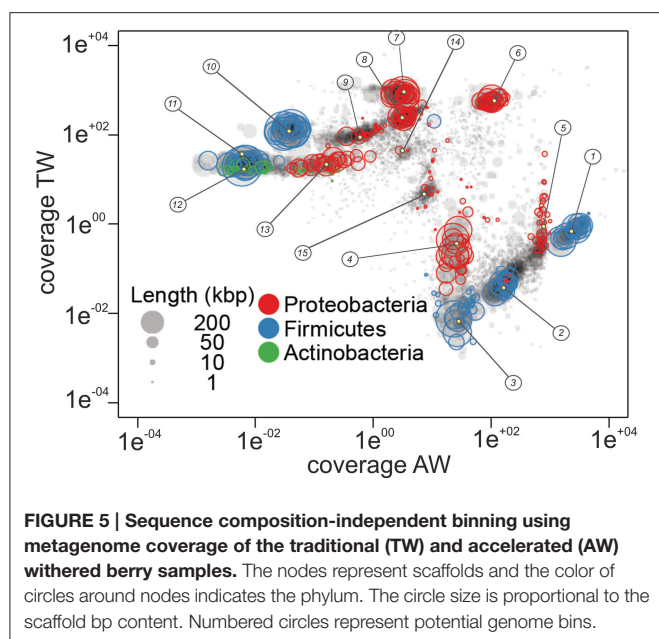 1e+04
1e+02
1e+00
1e-02
1e-04
coverage TW
7
14
8
6
10
9
11
5
1
12
13
15
4
2
3
Length (kbp)
200
50
10
1
Proteobacteria
Firmicutes
Actinobacteria
1e-04 1e-02 1e+00 1e+02 1e+04
coverage AW
FIGURE 5 | Sequence composition-independent binning using
metagenome coverage of the traditional (TW) and accelerated (AW)
withered berry samples. The nodes represent scaffolds and the color of
circles around nodes indicates the phylum. The circle size is proportional to the
scaffold bp content. Numbered circles represent potential genome bins.